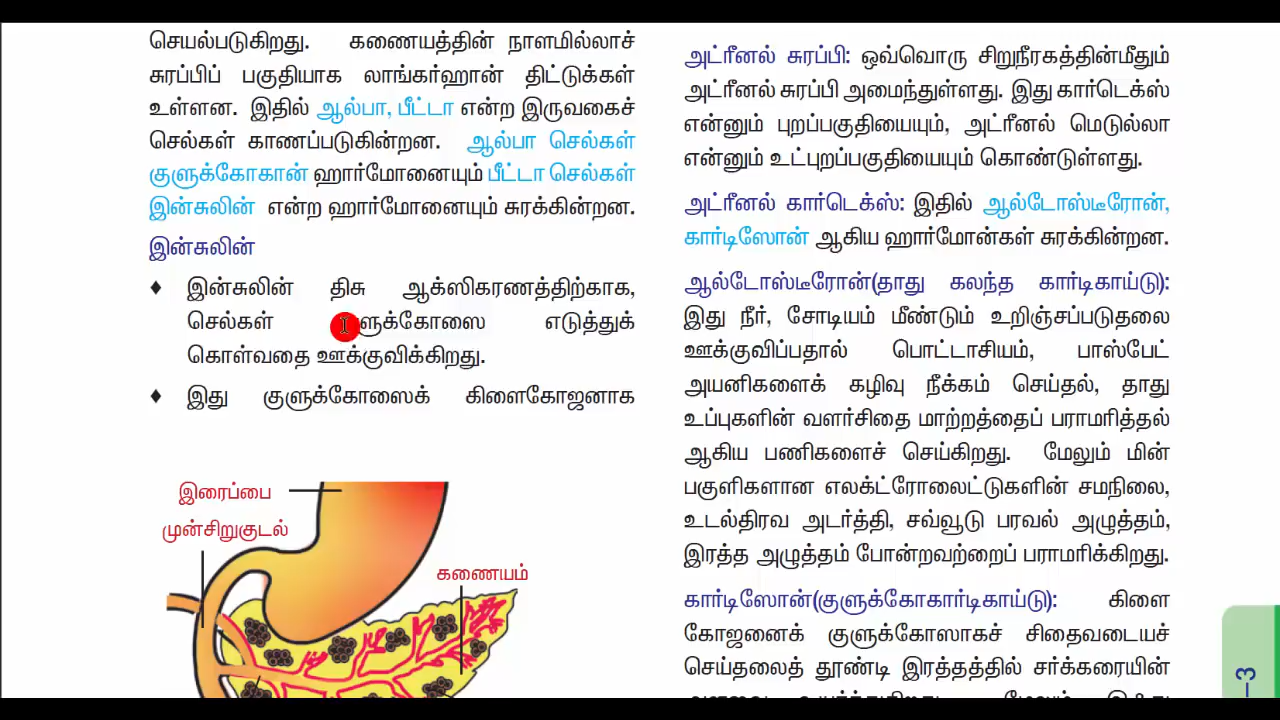 செயல்படுகிறது. கணையத்தின் நாளமில்லாச்
சுரப்பிப் பகுதியாக லாங்கர்ஹான் திட்டுக்கள்
உள்ளன. இதில் ஆல்பா, பீட்டா என்ற இருவகைச்
செல்கள் காணப்படுகின்றன. ஆல்பா செல்கள்
குளுக்கோகான் ஹார்மோனையும் பீட்டா செல்கள்
இன்சுலின் என்ற ஹார்மோனையும் சுரக்கின்றன.
இன்சுலின்
♦ இன்சுலின் திசு ஆக்ஸிகரணத்திற்காக,
செல்கள் குளுக்கோஸை எடுத்துக்
கொள்வதை ஊக்குவிக்கிறது.
♦ இது குளுக்கோஸைக் கிளைகோஜனாக
இரைப்பை
முன்சிறுகுடல்
கணையம்
அட்ரீனல் சுரப்பி: ஒவ்வொரு சிறுநீரகத்தின்மீதும்
அட்ரீனல் சுரப்பி அமைந்துள்ளது. இது கார்டெக்ஸ்
என்னும் புறப்பகுதியையும், அட்ரீனல் மெடுல்லா
என்னும் உட்புறப்பகுதியையும் கொண்டுள்ளது.
அட்ரீனல் கார்டெக்ஸ்: இதில் ஆல்டோஸ்டீரோன்,
கார்டிஸோன் ஆகிய ஹார்மோன்கள் சுரக்கின்றன.
ஆல்டோஸ்டீரோன்(தாது கலந்த கார்டிகாய்டு):
இது நீர், சோடியம் மீண்டும் உறிஞ்சப்படுதலை
ஊக்குவிப்பதால் பொட்டாசியம், பாஸ்பேட்
அயனிகளைக் கழிவு நீக்கம் செய்தல், தாது
உப்புகளின் வளர்சிதை மாற்றத்தைப் பராமரித்தல்
ஆகிய பணிகளைச் செய்கிறது. மேலும் மின்
பகுளிகளான எலக்ட்ரோலைட்டுகளின் சமநிலை,
உடல்திரவ அடர்த்தி, சவ்வூடு பரவல் அழுத்தம்,
இரத்த அழுத்தம் போன்றவற்றைப் பராமரிக்கிறது.
கார்டிஸோன்(குளுக்கோகார்டிகாய்டு): கிளை
கோஜனைக் குளுக்கோஸாகச் சிதைவடையச்
செய்தலைத் தூண்டி இரத்தத்தில் சர்க்கரையின்
–3